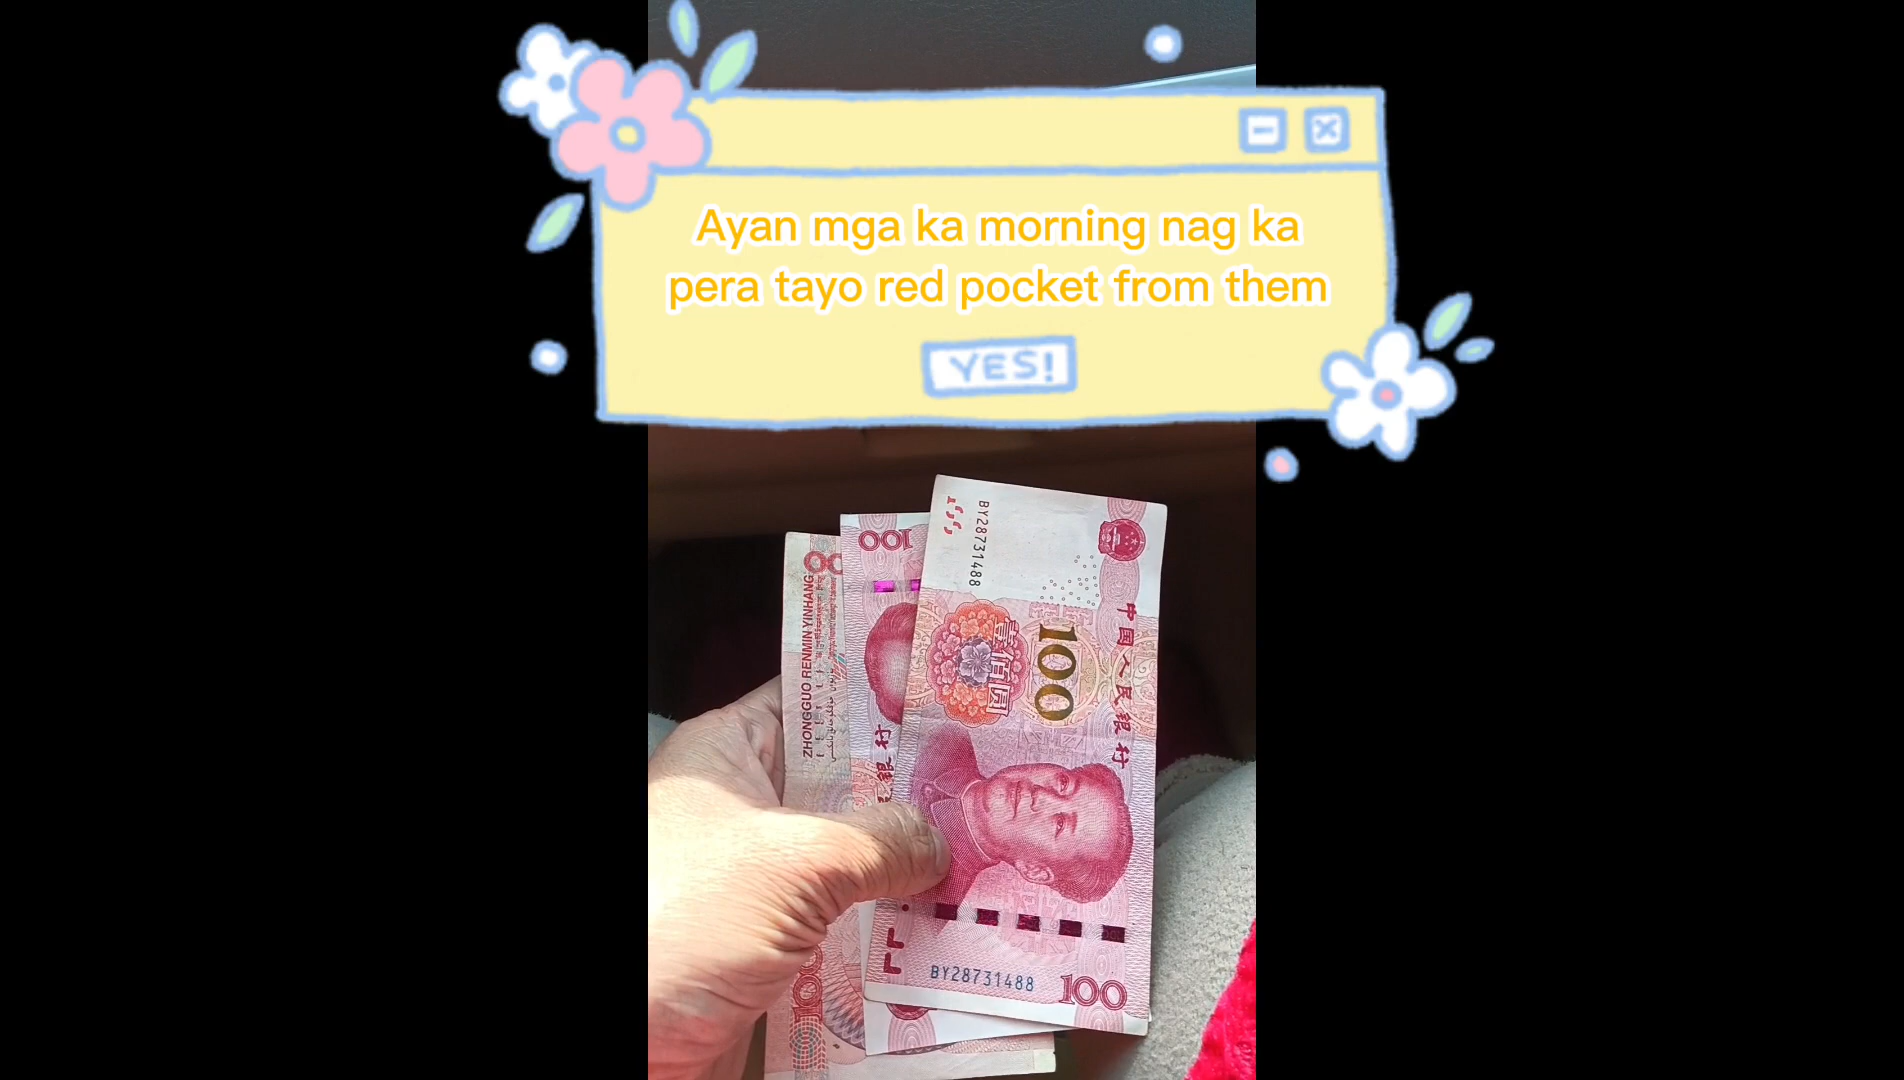 Ayan mga ka morning nag ka
pera tayo red pocket from them
YES!
BY28731488
中国人民银行
100
壹佰圆
BY28731488
100
100
ZHONGGUO RENMIN YINHANG
100